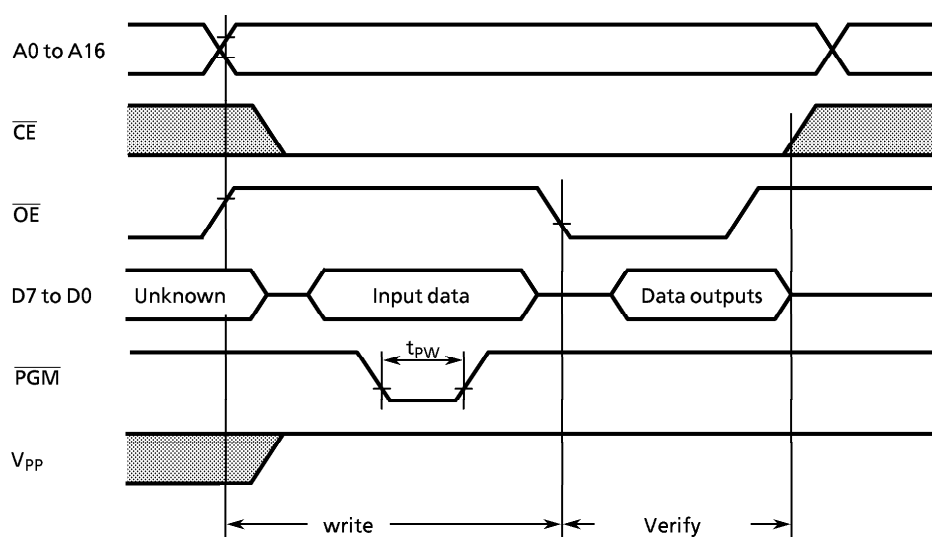 A0 to A16
CE
OE
D7 to D0 Unknown Input data Data outputs
tPW
PGM
VPP
write Verify